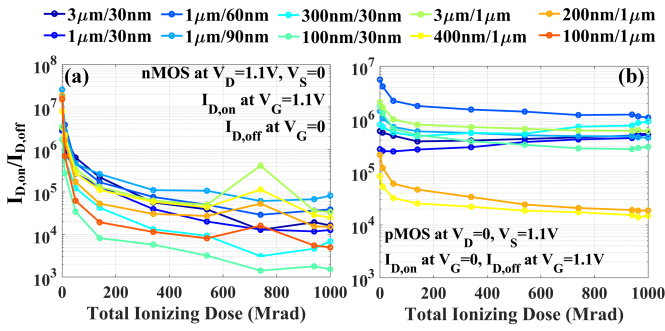 3μm/30nm 1μm/60nm 300nm/30nm 3μm/1μm 200nm/1μm
1μm/30nm 1μm/90nm 100nm/30nm 400nm/1μm 100nm/1μm
(a)
nMOS at V_D=1.1V, V_S=0
I_D,on at V_G=1.1V
I_D,off at V_G=0
I_D,on/I_D,off
10^8
10^7
10^6
10^5
10^4
10^3
0 200 400 600 800 1000
Total Ionizing Dose (Mrad)
(b)
10^7
10^6
10^5
10^4
10^3
pMOS at V_D=0, V_S=1.1V
I_D,on at V_G=0, I_D,off at V_G=1.1V
0 200 400 600 800 1000
Total Ionizing Dose (Mrad)